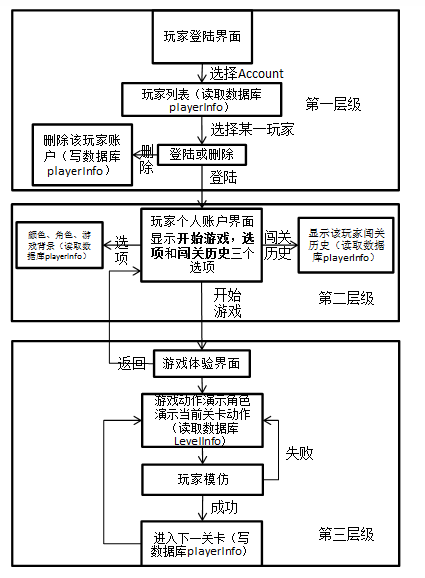 玩家登陆界面
选择Account
玩家列表（读取数据库
playerInfo）
第一层级
选择某一玩家
删除该玩家账
户（写数据库
playerInfo）
删
除
登陆或删除
登陆
颜色、角色、游
戏背景（读取数
据库playerInfo）
选
项
玩家个人账户界面
显示开始游戏，选
项和闯关历史三个
选项
闯关
历史
显示该玩家闯关
历史（读取数据
库playerInfo）
开始
游戏
第二层级
返回
游戏体验界面
游戏动作演示角色
演示当前关卡动作
（读取数据库
LevelInfo）
失败
玩家模仿
成功
进入下一关卡（写
数据库playerInfo）
第三层级